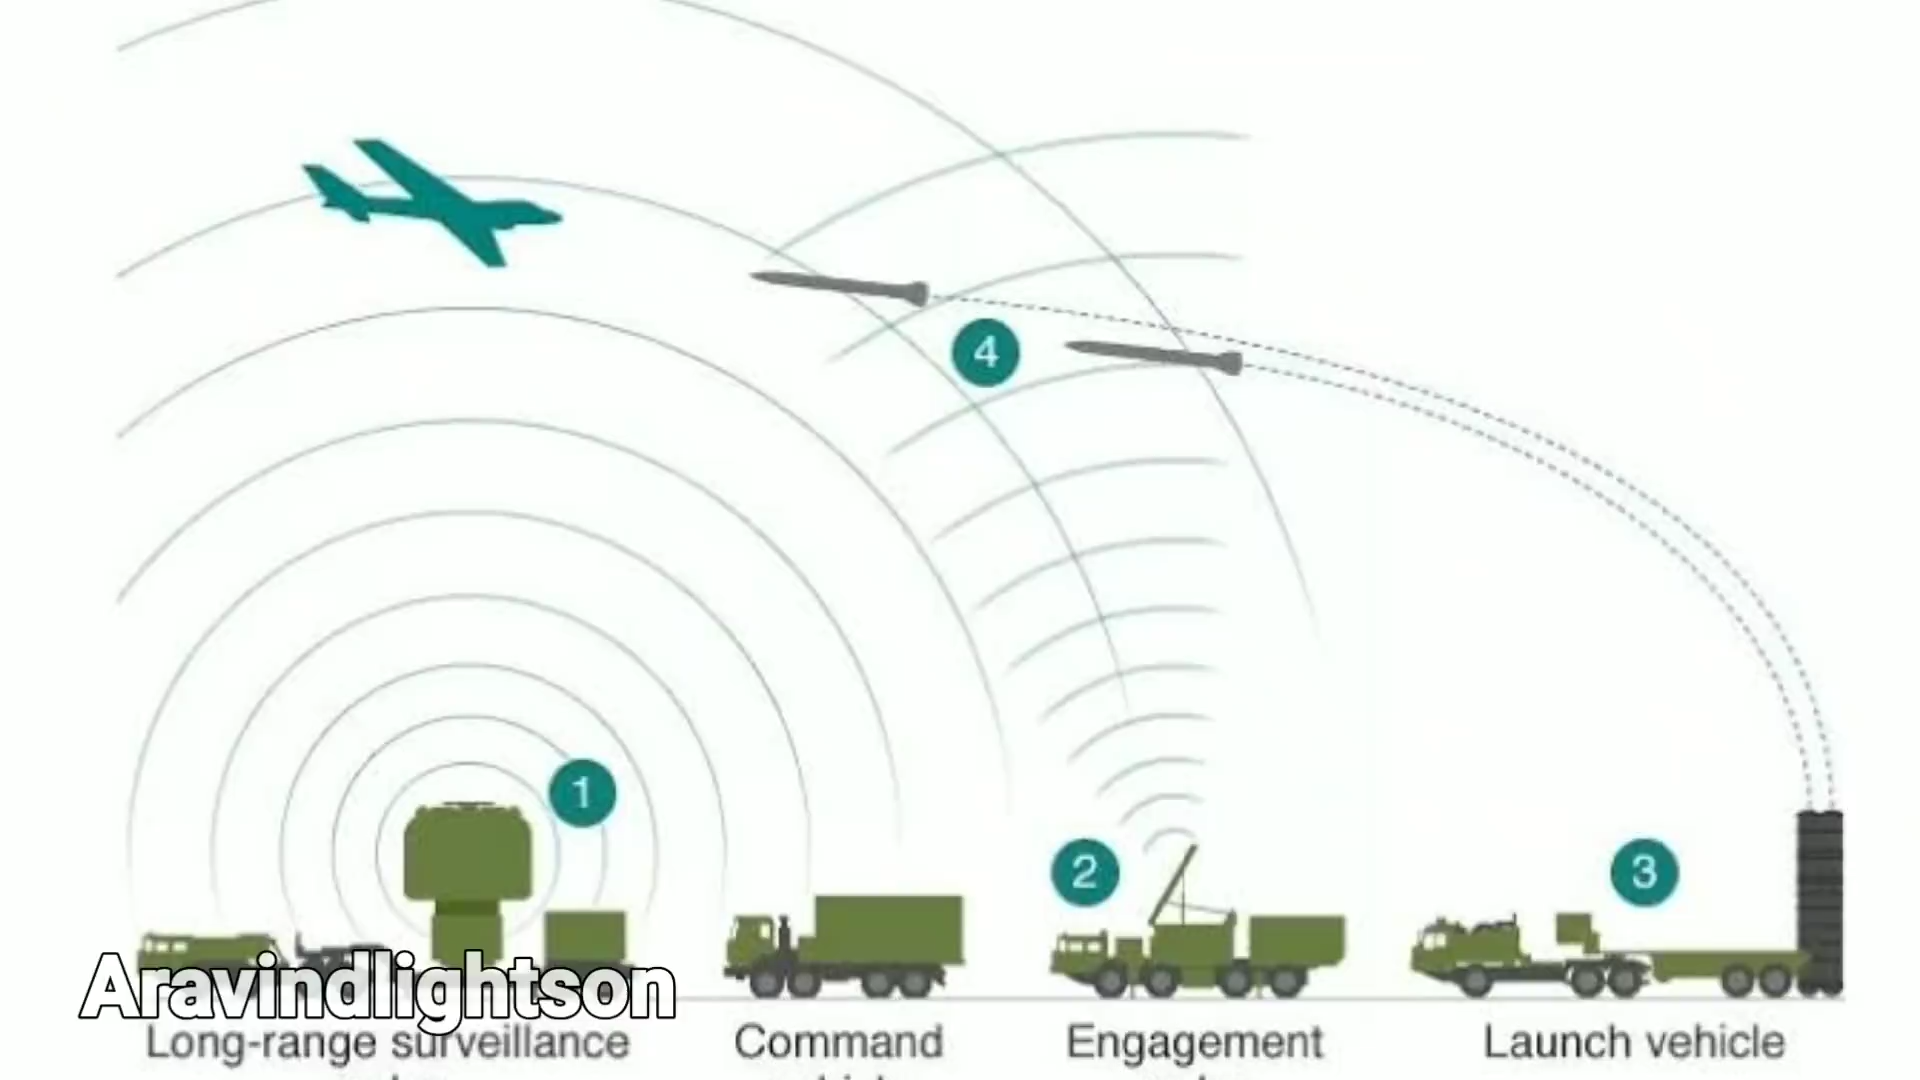 4
1
2
3
Aravindlightson
Long-range surveillance
Command
Engagement
Launch vehicle